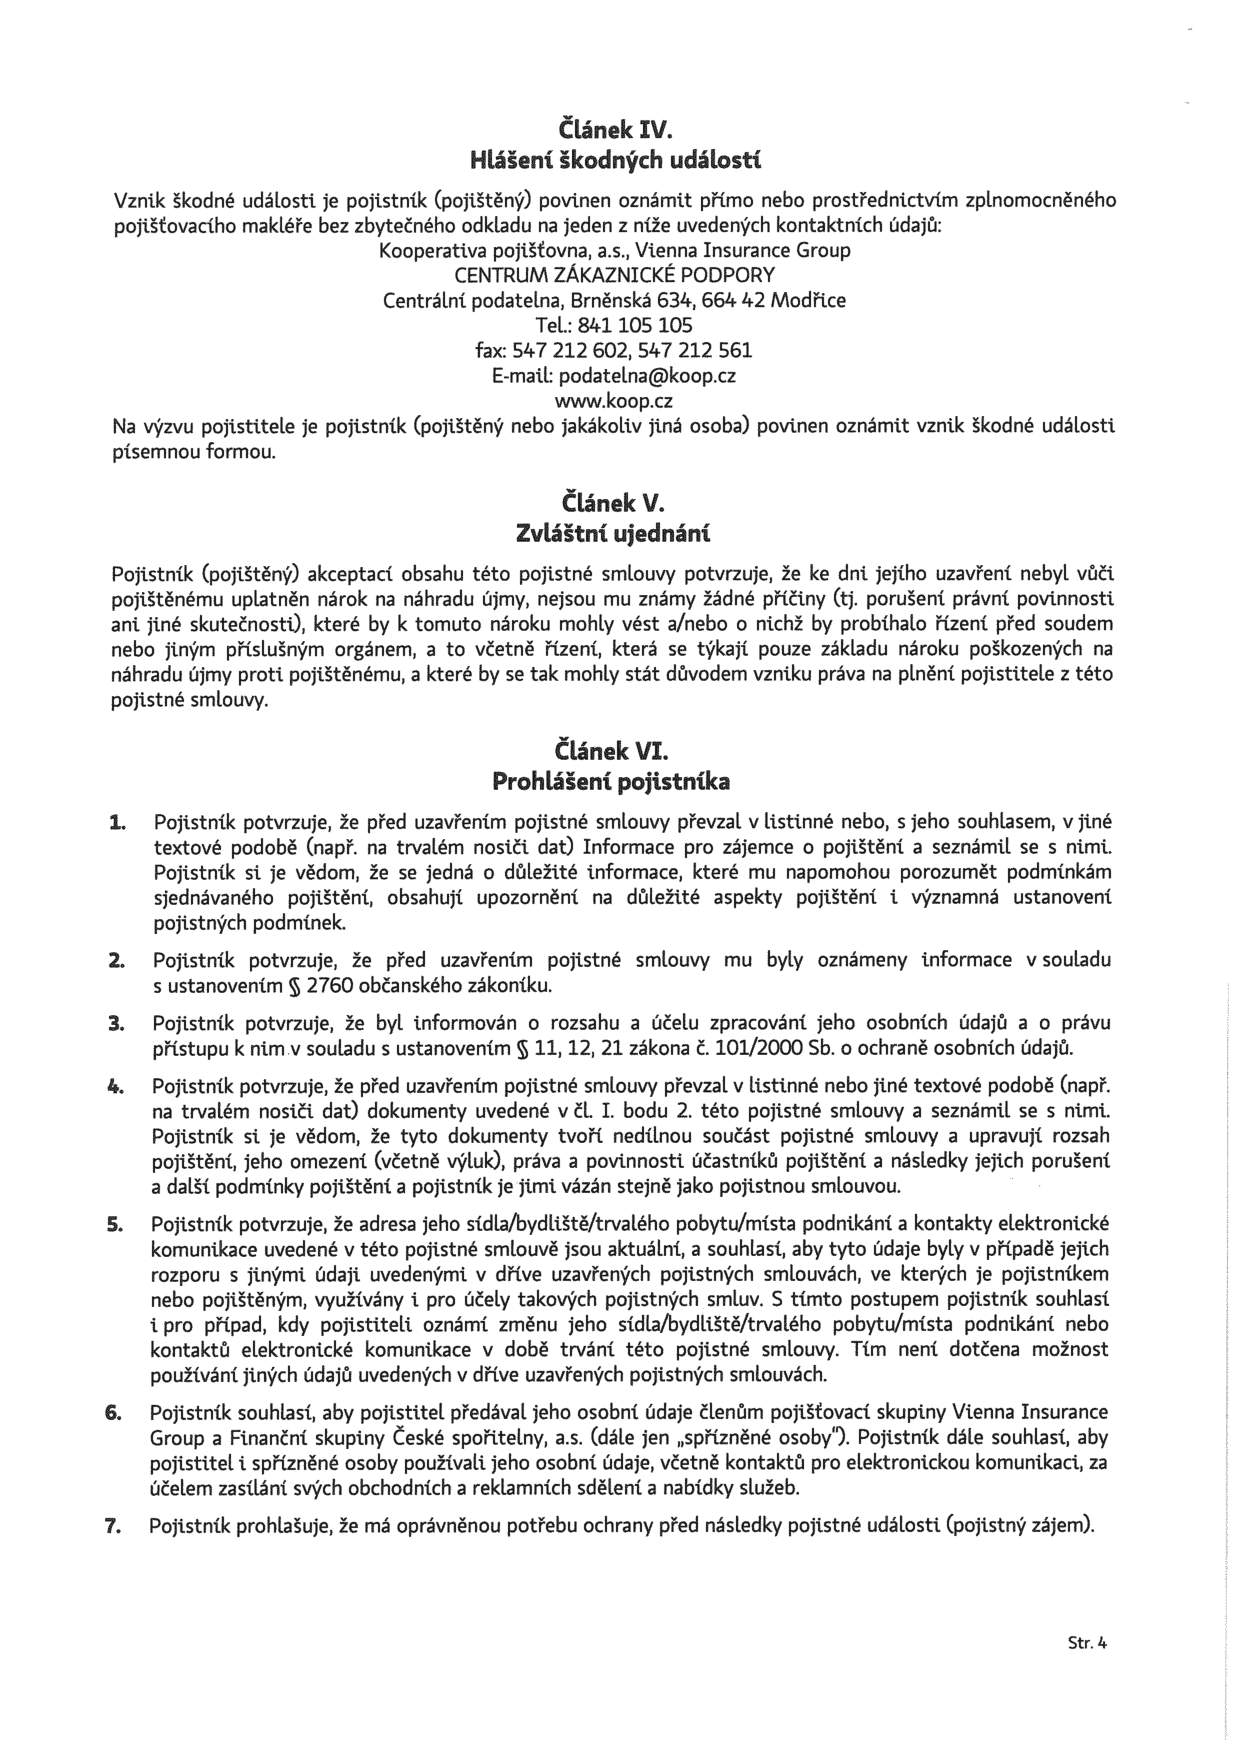 Článek IV.
Hlášení škodných událostí
Vznik škodné události je pojistník (pojištěný) povinen oznámit přímo nebo prostřednictvím zplnomocněného
pojišťovacího makléře bez zbytečného odkladu na jeden z níže uvedených kontaktních údajů:
Kooperativa pojišťovna, a.s., Vienna Insurance Group
CENTRUM ZÁKAZNICKÉ PODPORY
Centrální podatelna, Brněnská 634, 664 42 Modřice
Tel.: 841 105 105
fax: 547 212 602, 547 212 561
E-mail: podatelna@koop.cz
www.koop.cz
Na výzvu pojistitele je pojistník (pojištěný nebo jakákoliv jiná osoba) povinen oznámit vznik škodné události
písemnou formou.
Článek V.
Zvláštní ujednání
Pojistník (pojištěný) akceptací obsahu této pojistné smlouvy potvrzuje, že ke dni jejího uzavření nebyl vůči
pojištěnému uplatněn nárok na náhradu újmy, nejsou mu známy žádné příčiny (tj. porušení právní povinnosti
ani jiné skutečnosti), které by k tomuto nároku mohly vést a/nebo o nichž by probíhalo řízení před soudem
nebo jiným příslušným orgánem, a to včetně řízení, která se týkají pouze základu nároku poškozených na
náhradu újmy proti pojištěnému, a které by se tak mohly stát důvodem vzniku práva na plnění pojistitele z této
pojistné smlouvy.
Článek VI.
Prohlášení pojistníka
1. Pojistník potvrzuje, že před uzavřením pojistné smlouvy převzal v listinné nebo, s jeho souhlasem, v jiné
textové podobě (např. na trvalém nosiči dat) Informace pro zájemce o pojištění a seznámil se s nimi.
Pojistník si je vědom, že se jedná o důležité informace, které mu napomohou porozumět podmínkám
sjednávaného pojištění, obsahují upozornění na důležité aspekty pojištění i významná ustanovení
pojistných podmínek.
2. Pojistník potvrzuje, že před uzavřením pojistné smlouvy mu byly oznámeny informace v souladu
s ustanovením § 2760 občanského zákoníku.
3. Pojistník potvrzuje, že byl informován o rozsahu a účelu zpracování jeho osobních údajů a o právu
přístupu k nim v souladu s ustanovením § 11, 12, 21 zákona č. 101/2000 Sb. o ochraně osobních údajů.
4. Pojistník potvrzuje, že před uzavřením pojistné smlouvy převzal v listinné nebo jiné textové podobě (např.
na trvalém nosiči dat) dokumenty uvedené v čl. I. bodu 2. této pojistné smlouvy a seznámil se s nimi.
Pojistník si je vědom, že tyto dokumenty tvoří nedílnou součást pojistné smlouvy a upravují rozsah
pojištění, jeho omezení (včetně výluk), práva a povinnosti účastníků pojištění a následky jejich porušení
a další podmínky pojištění a pojistník je jimi vázán stejně jako pojistnou smlouvou.
5. Pojistník potvrzuje, že adresa jeho sídla/bydliště/trvalého pobytu/místa podnikání a kontakty elektronické
komunikace uvedené v této pojistné smlouvě jsou aktuální, a souhlasí, aby tyto údaje byly v případě jejich
rozporu s jinými údaji uvedenými v dříve uzavřených pojistných smlouvách, ve kterých je pojistníkem
nebo pojištěným, využívány i pro účely takových pojistných smluv. S tímto postupem pojistník souhlasí
i pro případ, kdy pojistiteli oznámí změnu jeho sídla/bydliště/trvalého pobytu/místa podnikání nebo
kontaktů elektronické komunikace v době trvání této pojistné smlouvy. Tím není dotčena možnost
používání jiných údajů uvedených v dříve uzavřených pojistných smlouvách.
6. Pojistník souhlasí, aby pojistitel předával jeho osobní údaje členům pojišťovací skupiny Vienna Insurance
Group a Finanční skupiny České spořitelny, a.s. (dále jen „spřízněné osoby"). Pojistník dále souhlasí, aby
pojistitel i spřízněné osoby používali jeho osobní údaje, včetně kontaktů pro elektronickou komunikaci, za
účelem zasílání svých obchodních a reklamních sdělení a nabídky služeb.
7. Pojistník prohlašuje, že má oprávněnou potřebu ochrany před následky pojistné události (pojistný zájem).
Str. 4